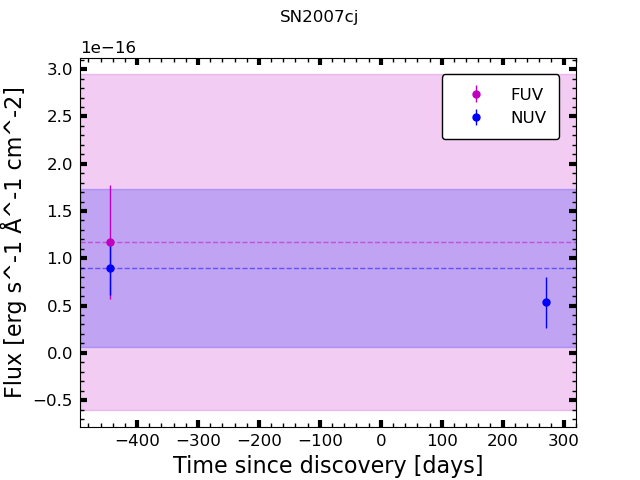 SN2007cj
1e−16
3.0
2.5
2.0
1.5
1.0
0.5
0.0
−0.5
Flux [erg s^-1 Å^-1 cm^-2]
FUV
NUV
−400 −300 −200 −100 0 100 200 300
Time since discovery [days]